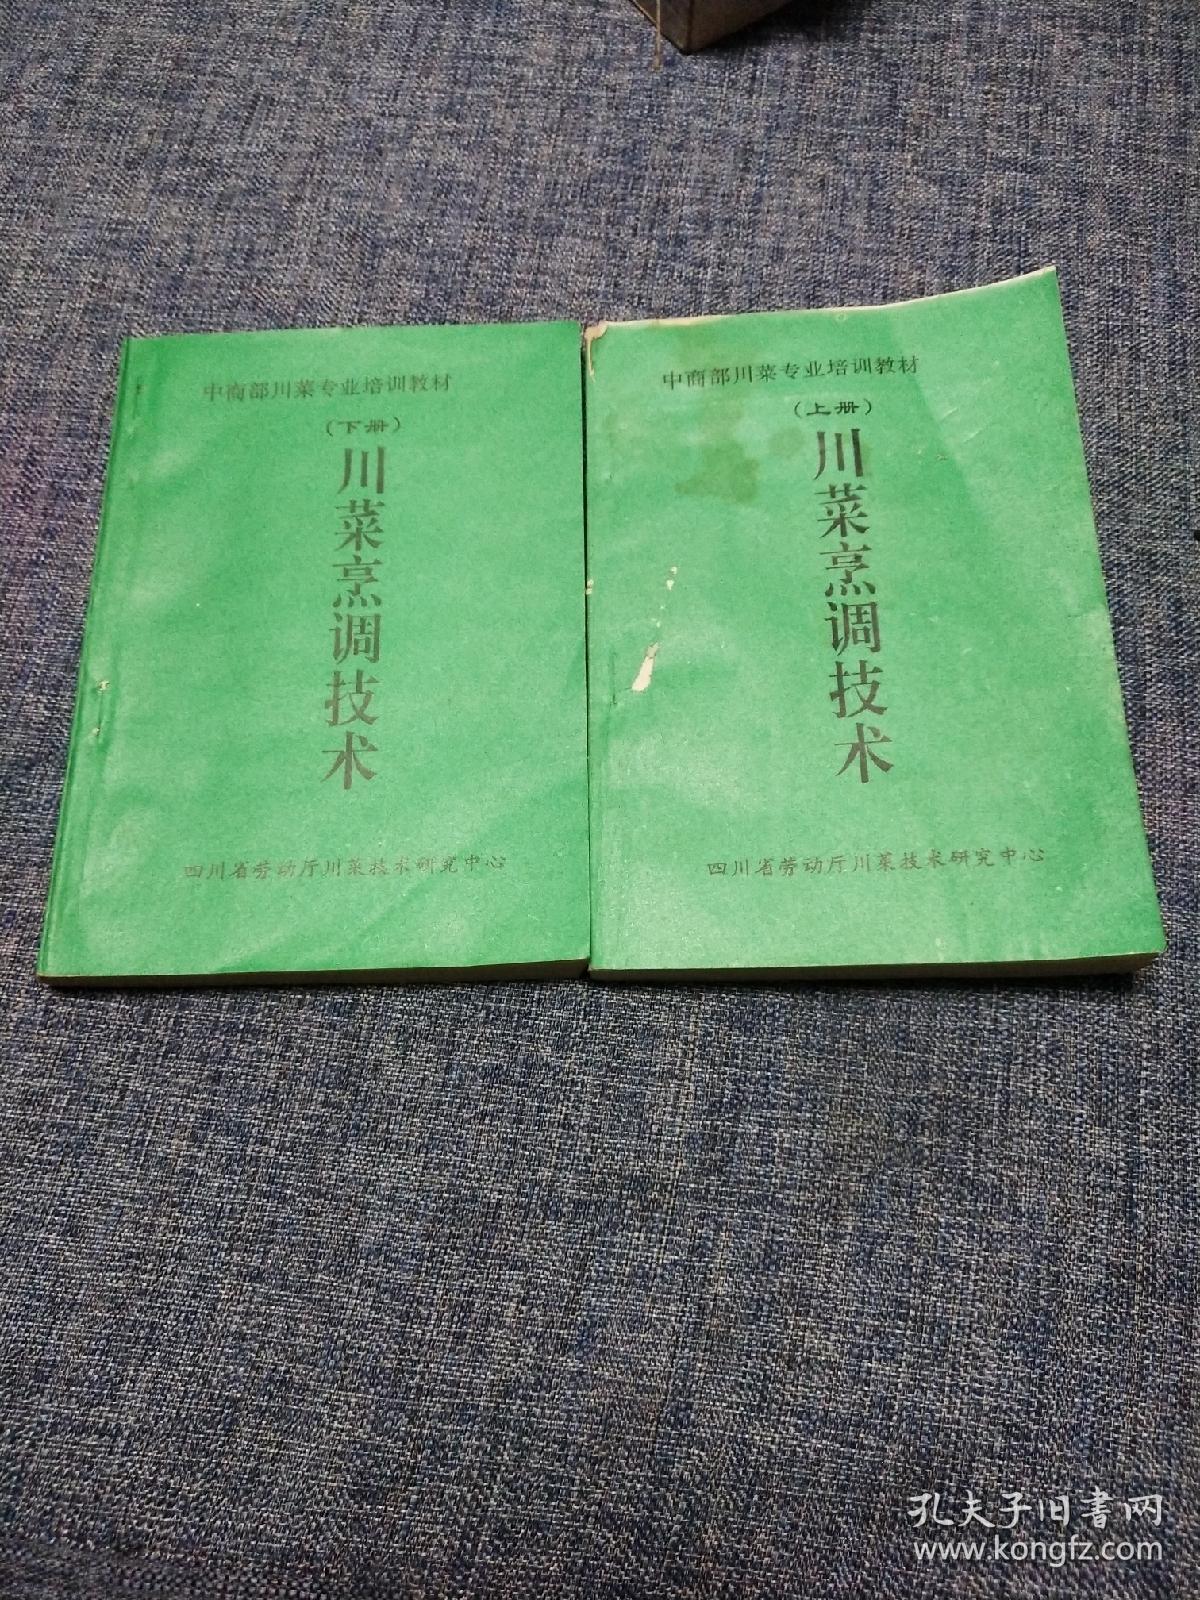 中商部川菜专业培训教材
（下册）
川菜烹调技术
四川省劳动厅川菜技术研究中心
中商部川菜专业培训教材
（上册）
川菜烹调技术
四川省劳动厅川菜技术研究中心
孔夫子旧書网
www.kongfz.com